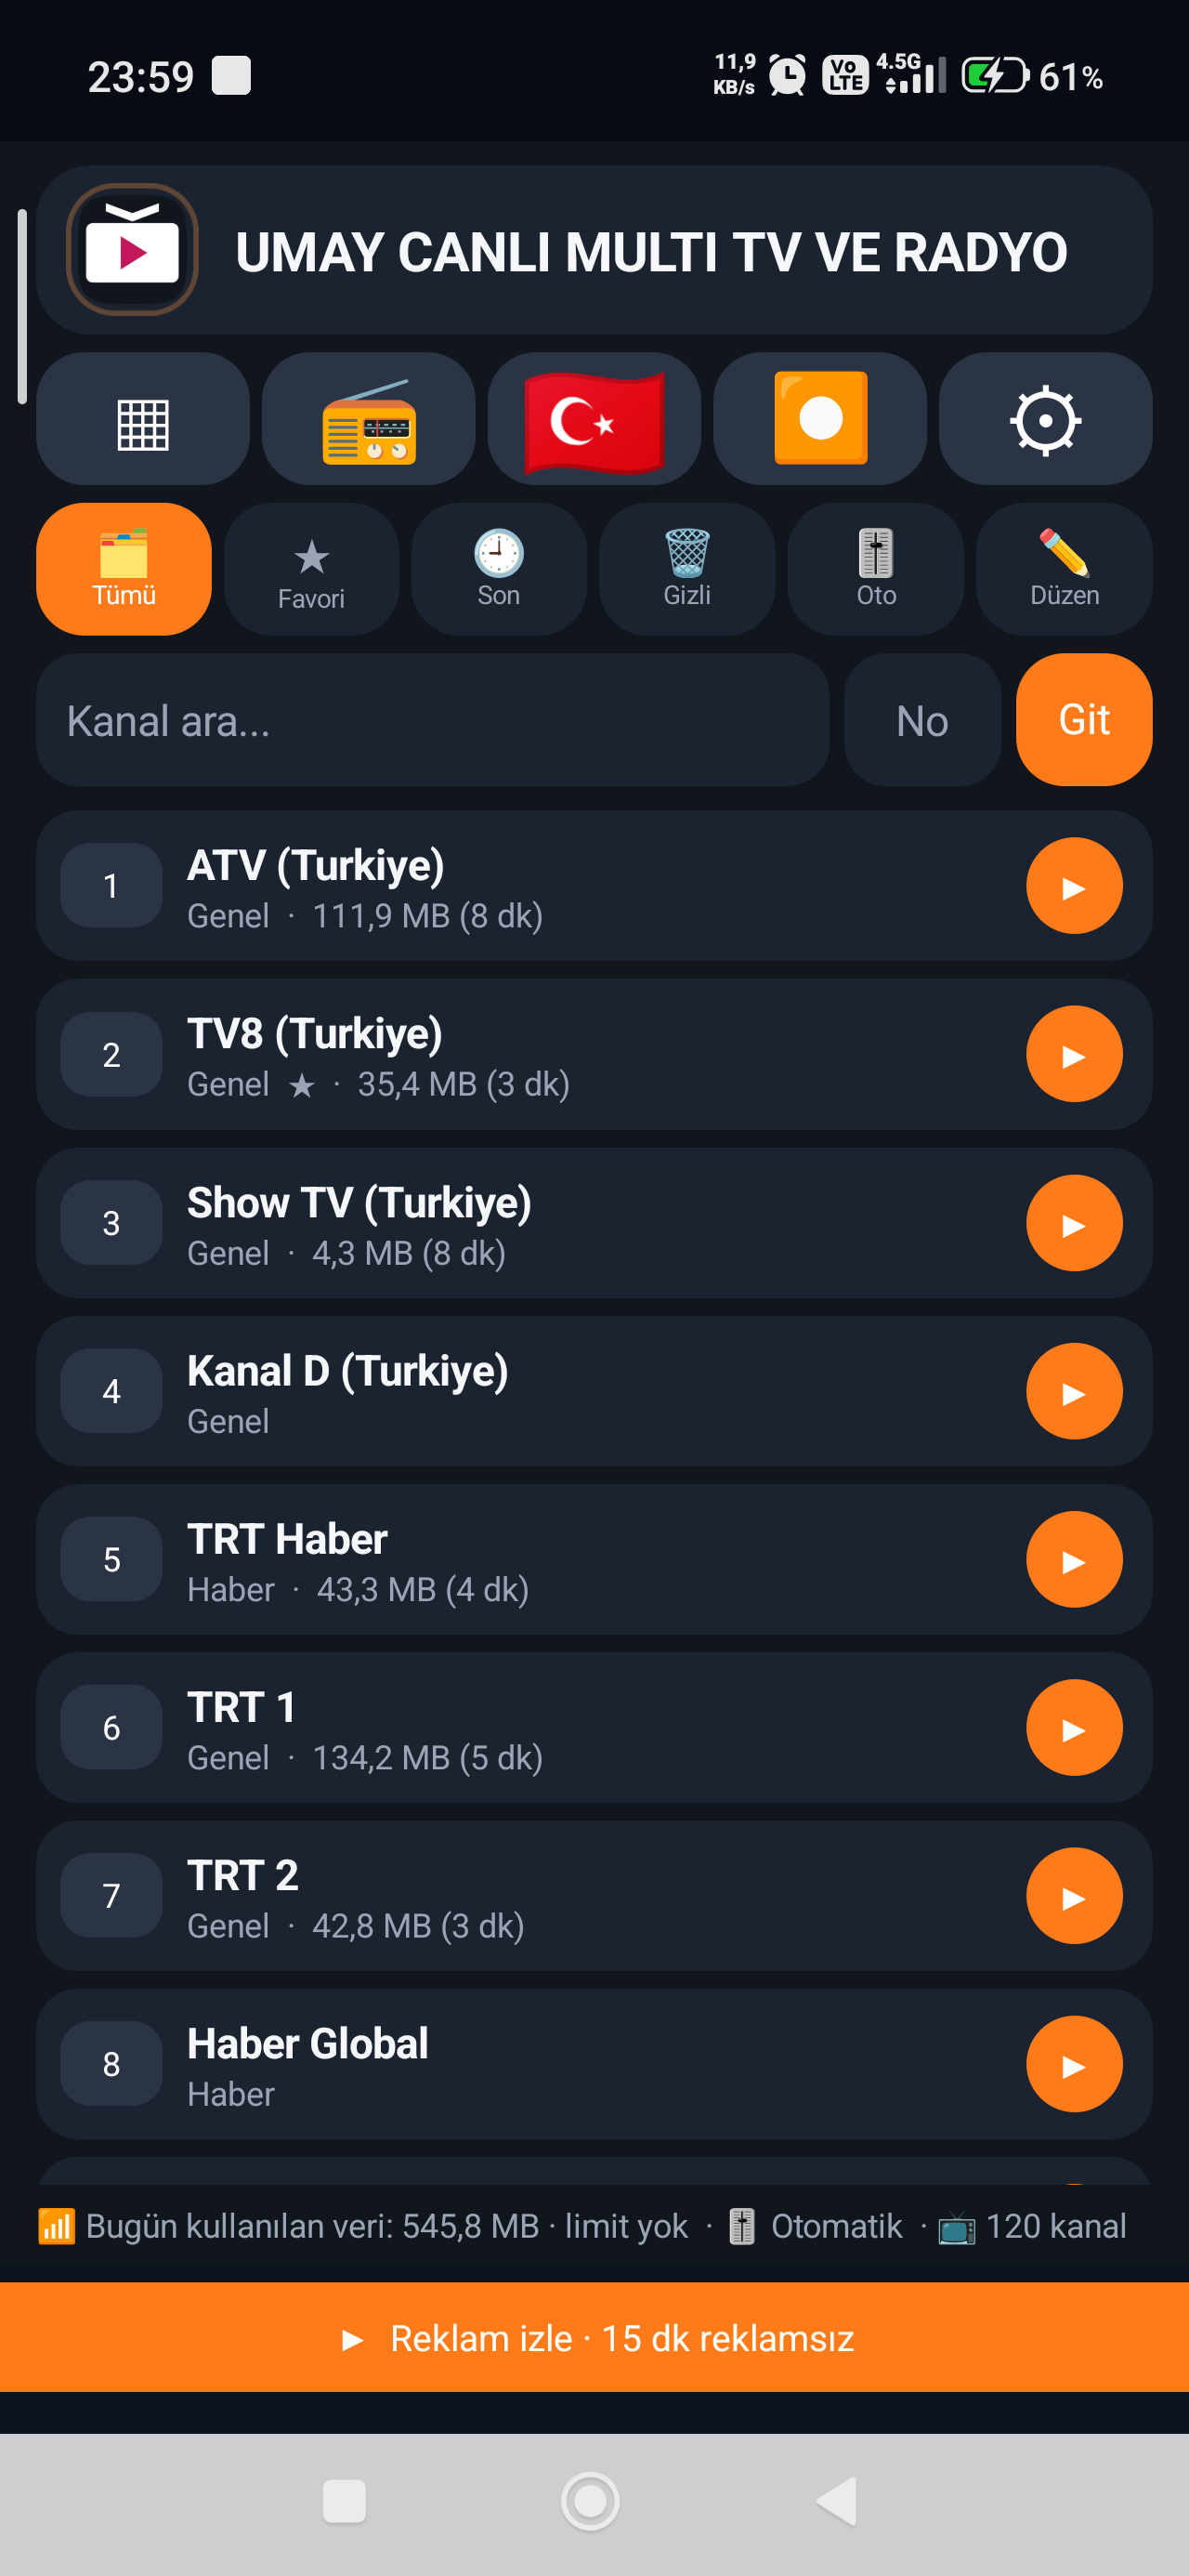 23:59
11,9 KB/s
Vo LTE
4.5G
61%
UMAY CANLI MULTI TV VE RADYO
Tümü
Favori
Son
Gizli
Oto
Düzen
Kanal ara...
No
Git
1
ATV (Turkiye)
Genel · 111,9 MB (8 dk)
2
TV8 (Turkiye)
Genel ★ · 35,4 MB (3 dk)
3
Show TV (Turkiye)
Genel · 4,3 MB (8 dk)
4
Kanal D (Turkiye)
Genel
5
TRT Haber
Haber · 43,3 MB (4 dk)
6
TRT 1
Genel · 134,2 MB (5 dk)
7
TRT 2
Genel · 42,8 MB (3 dk)
8
Haber Global
Haber
Bugün kullanılan veri: 545,8 MB · limit yok · Otomatik · 120 kanal
Reklam izle · 15 dk reklamsız